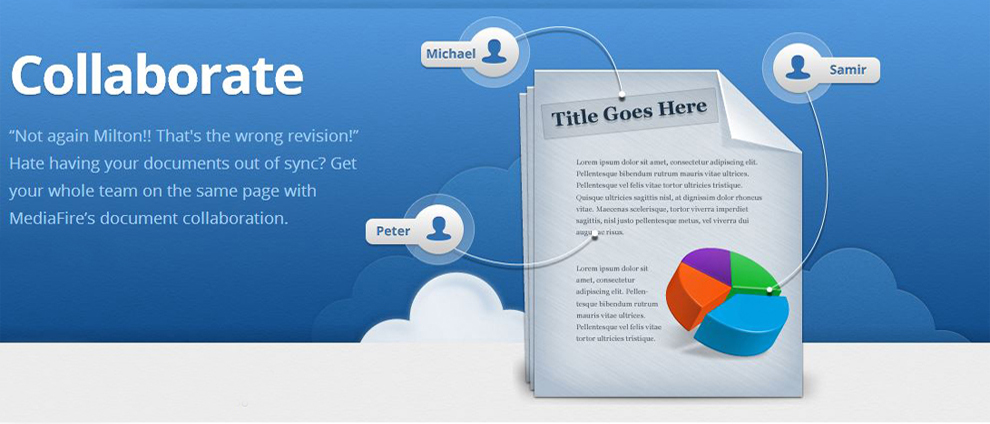 Collaborate
“Not again Milton!! That's the wrong revision!”
Hate having your documents out of sync? Get
your whole team on the same page with
MediaFire’s document collaboration.
Michael
Samir
Peter
Title Goes Here
Lorem ipsum dolor sit amet, consectetur adipiscing elit.
Pellentesque bibendum rutrum mauris vitae ultrices.
Pellentesque vel felis vitae tortor ultricies tristique.
Quisque ultricies sagittis nisl, at dignissim dolor rhoneus
vitae. Maecenas scelerisque, tortor viverra imperdiet
sagittis, nisl justo pellentesque metus, vel viverra dui
risus.
Lorem ipsum dolor sit
amet, consectetur
adipiscing elit. Pellen-
tesque bibendum rutrum
mauris vitae ultrices.
Pellentesque vel felis vitae
tortor ultricies tristique.